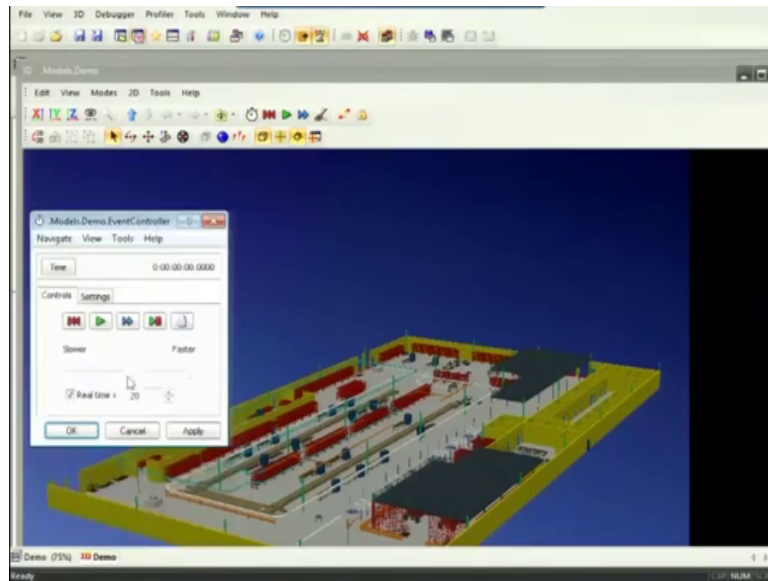 File View 3D Debugger Profiler Tools Window Help
3D .Models.Demo
Edit View Modes 2D Tools Help
.Models.Demo.EventController
Navigate View Tools Help
Time 0:00:00:00.0000
Controls Settings
Slower Faster
Real time x 20
OK Cancel Apply
Demo (75%) 3D Demo
Ready CAP NUM